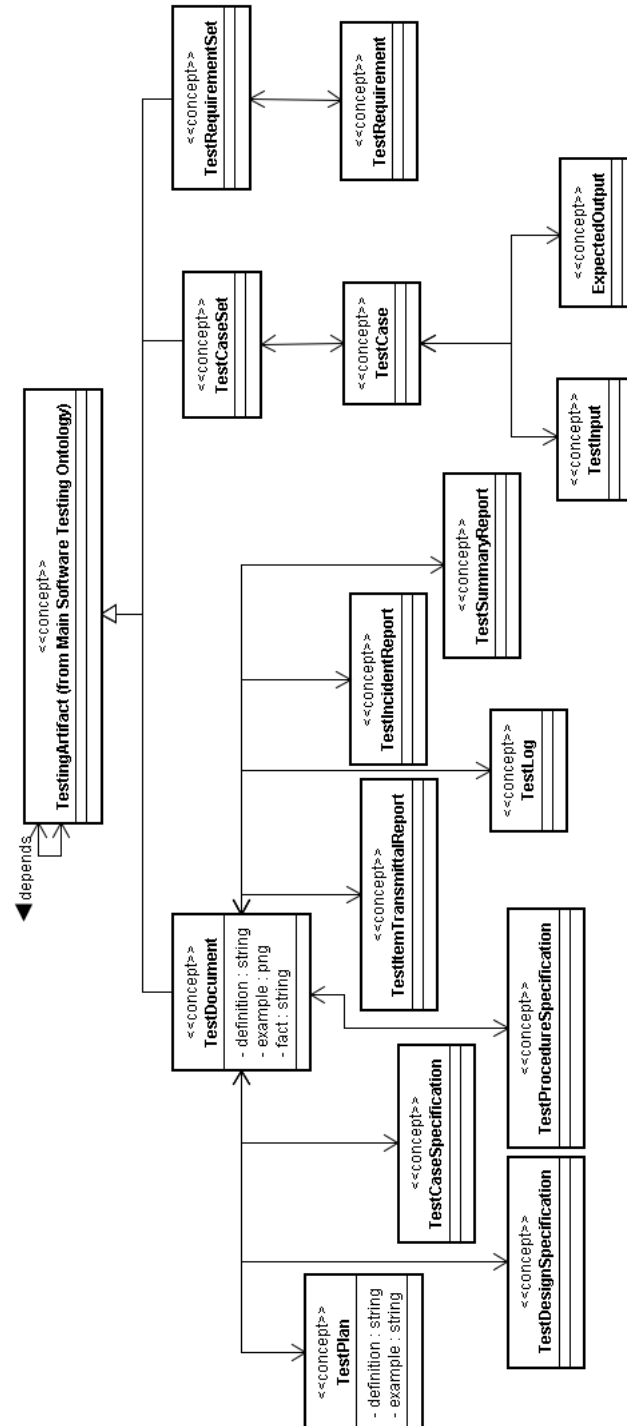 depends
<<concept>>
TestingArtifact (from Main Software Testing Ontology)
<<concept>>
TestDocument
- definition : string
- example : png
- fact : string
<<concept>>
TestCaseSet
<<concept>>
TestRequirementSet
<<concept>>
TestPlan
- definition : string
- example : string
<<concept>>
TestCaseSpecification
<<concept>>
TestItemTransmittalReport
<<concept>>
TestIncidentReport
<<concept>>
TestCase
<<concept>>
TestRequirement
<<concept>>
TestDesignSpecification
<<concept>>
TestProcedureSpecification
<<concept>>
TestLog
<<concept>>
TestSummaryReport
<<concept>>
TestInput
<<concept>>
ExpectedOutput